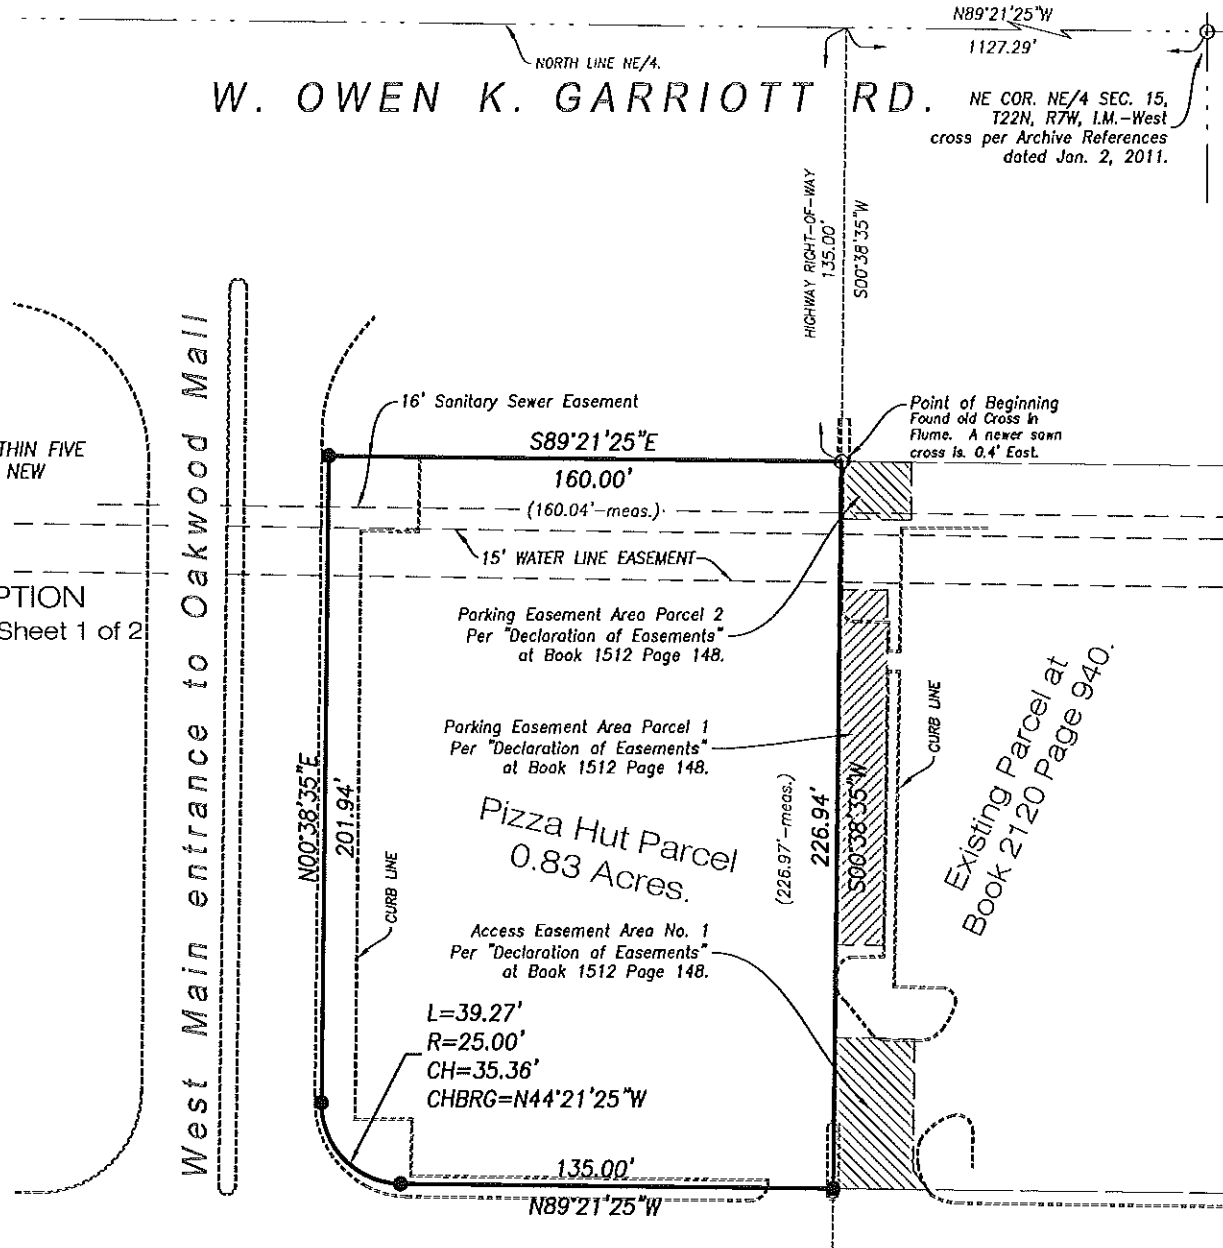 N89°21'25"W
1127.29'
NORTH LINE NE/4.
W. OWEN K. GARRIOTT RD.
NE COR. NE/4 SEC. 15,
T22N, R7W, I.M.-West
cross per Archive References
dated Jan. 2, 2011.
HIGHWAY RIGHT-OF-WAY
135.00'
S00°38'35"W
16' Sanitary Sewer Easement
Point of Beginning
Found old Cross In
Flume. A newer sawn
cross is 0.4' East.
S89°21'25"E
160.00'
(160.04'-meas.)
THIN FIVE
NEW
15' WATER LINE EASEMENT
PTION
Sheet 1 of 2
West Main entrance to Oakwood Mall
Parking Easement Area Parcel 2
Per "Declaration of Easements"
at Book 1512 Page 148.
Parking Easement Area Parcel 1
Per "Declaration of Easements"
at Book 1512 Page 148.
CURB LINE
Existing Parcel at
Book 2120 Page 940.
N00°38'35"E
201.94'
CURB LINE
Pizza Hut Parcel
0.83 Acres.
(226.97'-meas.)
226.94'
S00°38'35"W
Access Easement Area No. 1
Per "Declaration of Easements"
at Book 1512 Page 148.
L=39.27'
R=25.00'
CH=35.36'
CHBRG=N44°21'25"W
135.00'
N89°21'25"W